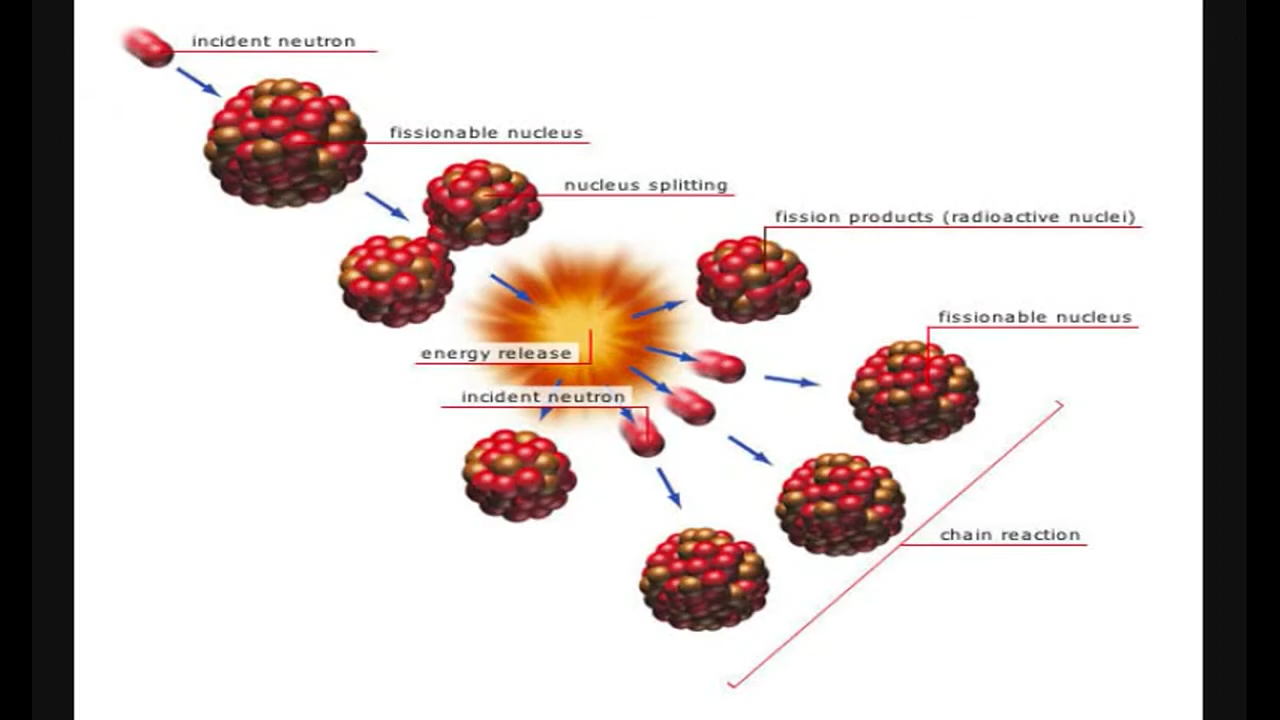 incident neutron
fissionable nucleus
nucleus splitting
fission products (radioactive nuclei)
fissionable nucleus
energy release
incident neutron
chain reaction